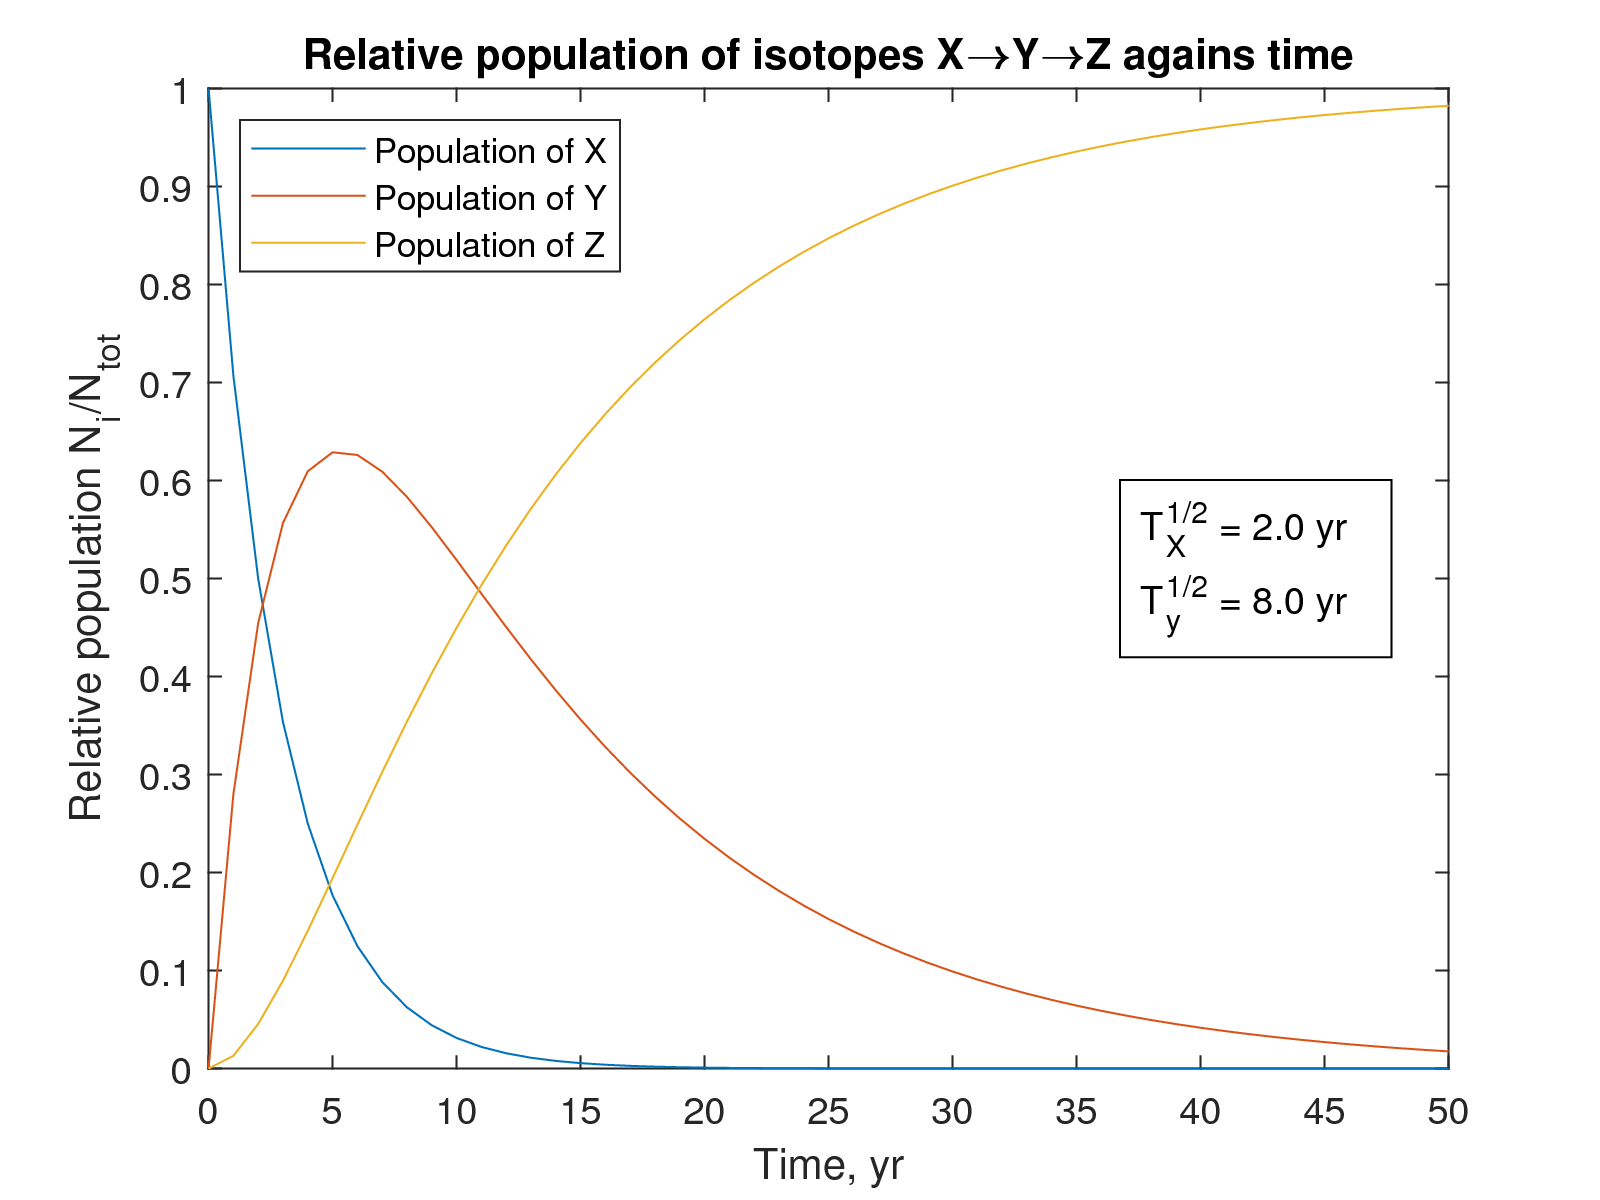 Relative population of isotopes X→Y→Z agains time
Population of X
Population of Y
Population of Z
Relative population N_i/N_tot
1
0.9
0.8
0.7
0.6
0.5
0.4
0.3
0.2
0.1
0
T_X^1/2 = 2.0 yr
T_y^1/2 = 8.0 yr
0 5 10 15 20 25 30 35 40 45 50
Time, yr